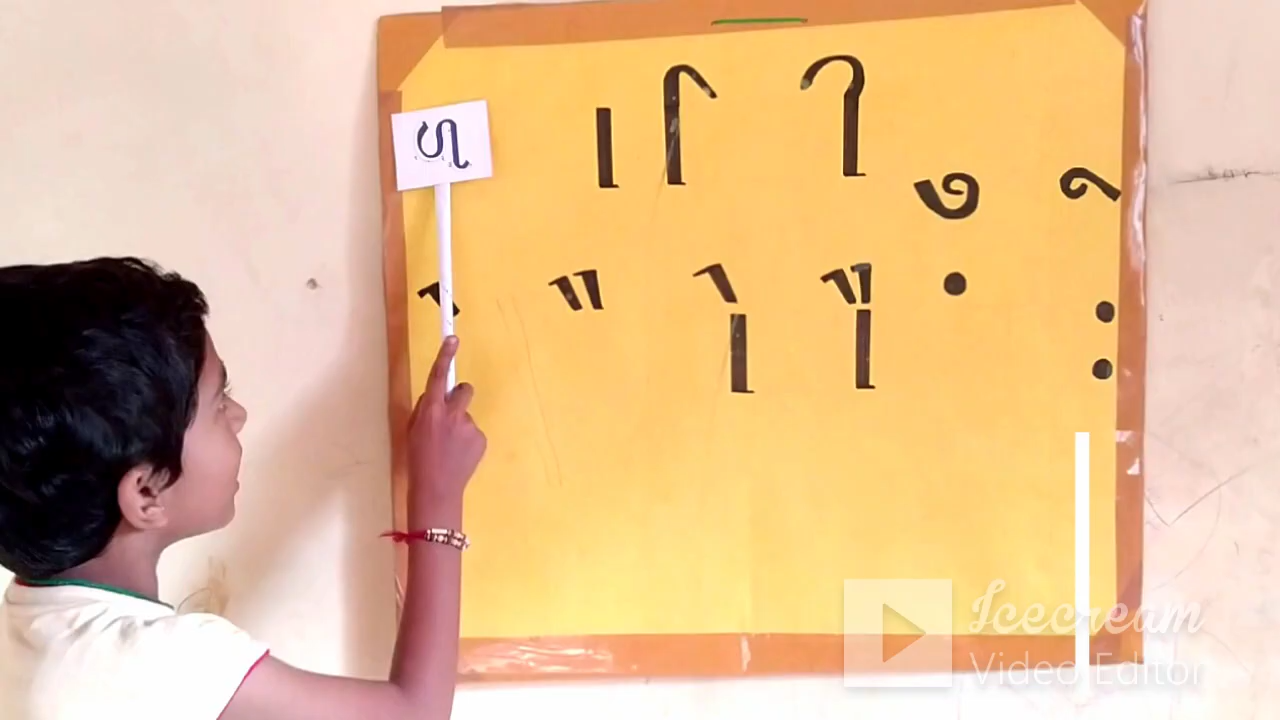 ળ
ા િ ી ુ ૂ
ે ૈ ો ૌ ં ઃ
Icecream
Video Editor